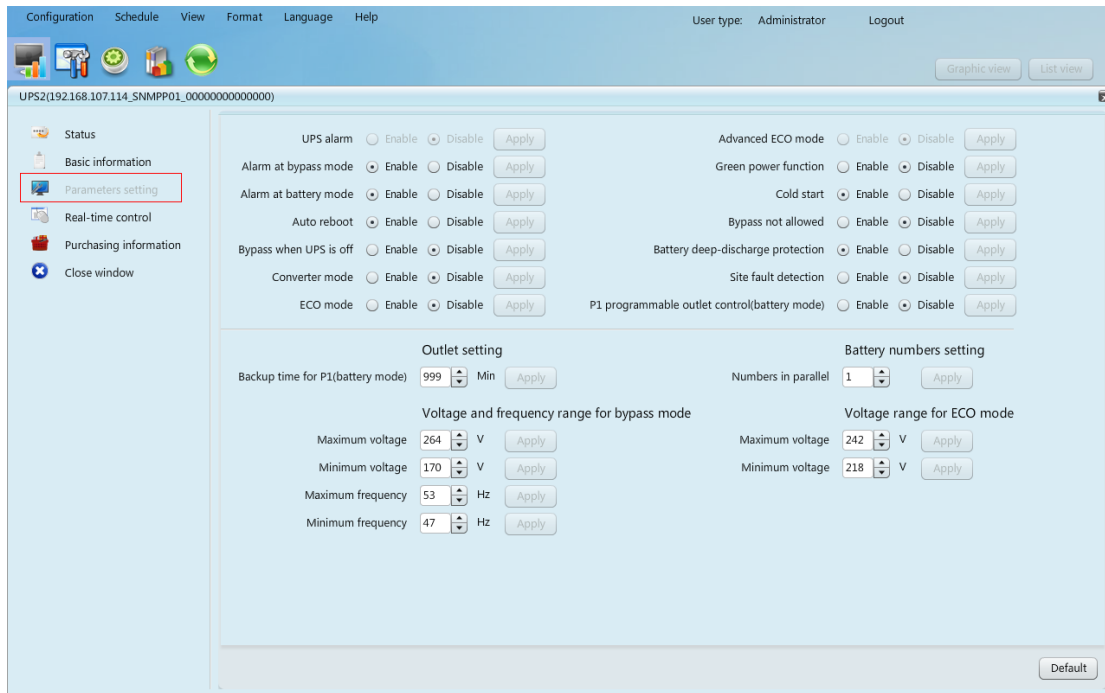 Configuration Schedule View Format Language Help User type: Administrator Logout
Graphic view List view
UPS2(192.168.107.114_SNMPP01_00000000000000)
Status
Basic information
Parameters setting
Real-time control
Purchasing information
Close window
UPS alarm Enable Disable Apply
Alarm at bypass mode Enable Disable Apply
Alarm at battery mode Enable Disable Apply
Auto reboot Enable Disable Apply
Bypass when UPS is off Enable Disable Apply
Converter mode Enable Disable Apply
ECO mode Enable Disable Apply
Advanced ECO mode Enable Disable Apply
Green power function Enable Disable Apply
Cold start Enable Disable Apply
Bypass not allowed Enable Disable Apply
Battery deep-discharge protection Enable Disable Apply
Site fault detection Enable Disable Apply
P1 programmable outlet control(battery mode) Enable Disable Apply
Outlet setting
Backup time for P1(battery mode) 999 Min Apply
Battery numbers setting
Numbers in parallel 1 Apply
Voltage and frequency range for bypass mode
Maximum voltage 264 V Apply
Minimum voltage 170 V Apply
Maximum frequency 53 Hz Apply
Minimum frequency 47 Hz Apply
Voltage range for ECO mode
Maximum voltage 242 V Apply
Minimum voltage 218 V Apply
Default